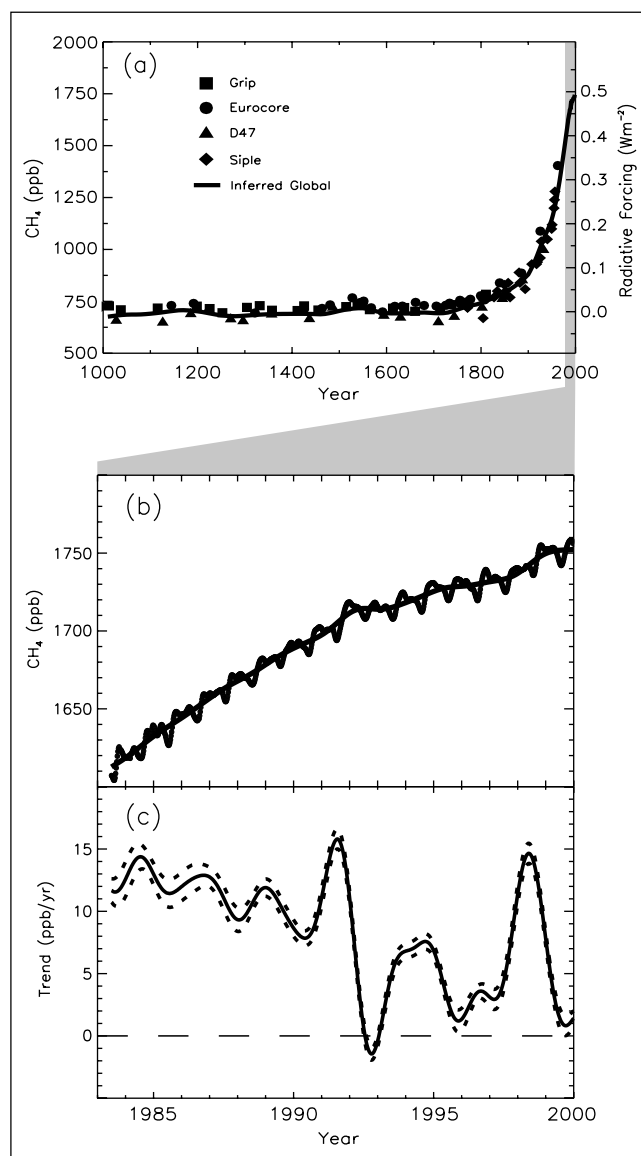 (a)
2000
1750
1500
1250
1000
750
500
CH₄ (ppb)
Grip
Eurocore
D47
Siple
Inferred Global
0.5
0.4
0.3
0.2
0.1
0.0
Radiative Forcing (Wm⁻²)
1000 1200 1400 1600 1800 2000
Year
(b)
1750
1700
1650
CH₄ (ppb)
(c)
15
10
5
0
Trend (ppb/yr)
1985 1990 1995 2000
Year